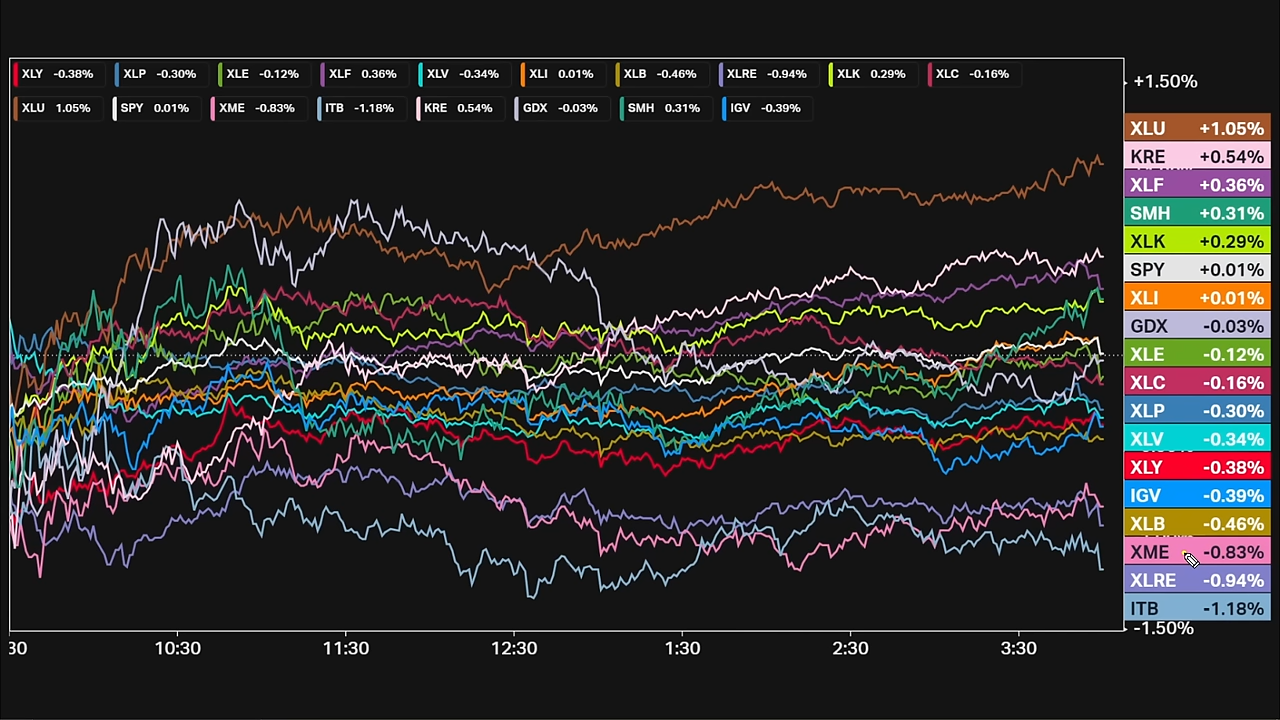 XLY -0.38% XLP -0.30% XLE -0.12% XLF 0.36% XLV -0.34% XLI 0.01% XLB -0.46% XLRE -0.94% XLK 0.29% XLC -0.16%
XLU 1.05% SPY 0.01% XME -0.83% ITB -1.18% KRE 0.54% GDX -0.03% SMH 0.31% IGV -0.39%
+1.50%
XLU +1.05%
KRE +0.54%
XLF +0.36%
SMH +0.31%
XLK +0.29%
SPY +0.01%
XLI +0.01%
GDX -0.03%
XLE -0.12%
XLC -0.16%
XLP -0.30%
XLV -0.34%
XLY -0.38%
IGV -0.39%
XLB -0.46%
XME -0.83%
XLRE -0.94%
ITB -1.18%
-1.50%
:30 10:30 11:30 12:30 1:30 2:30 3:30